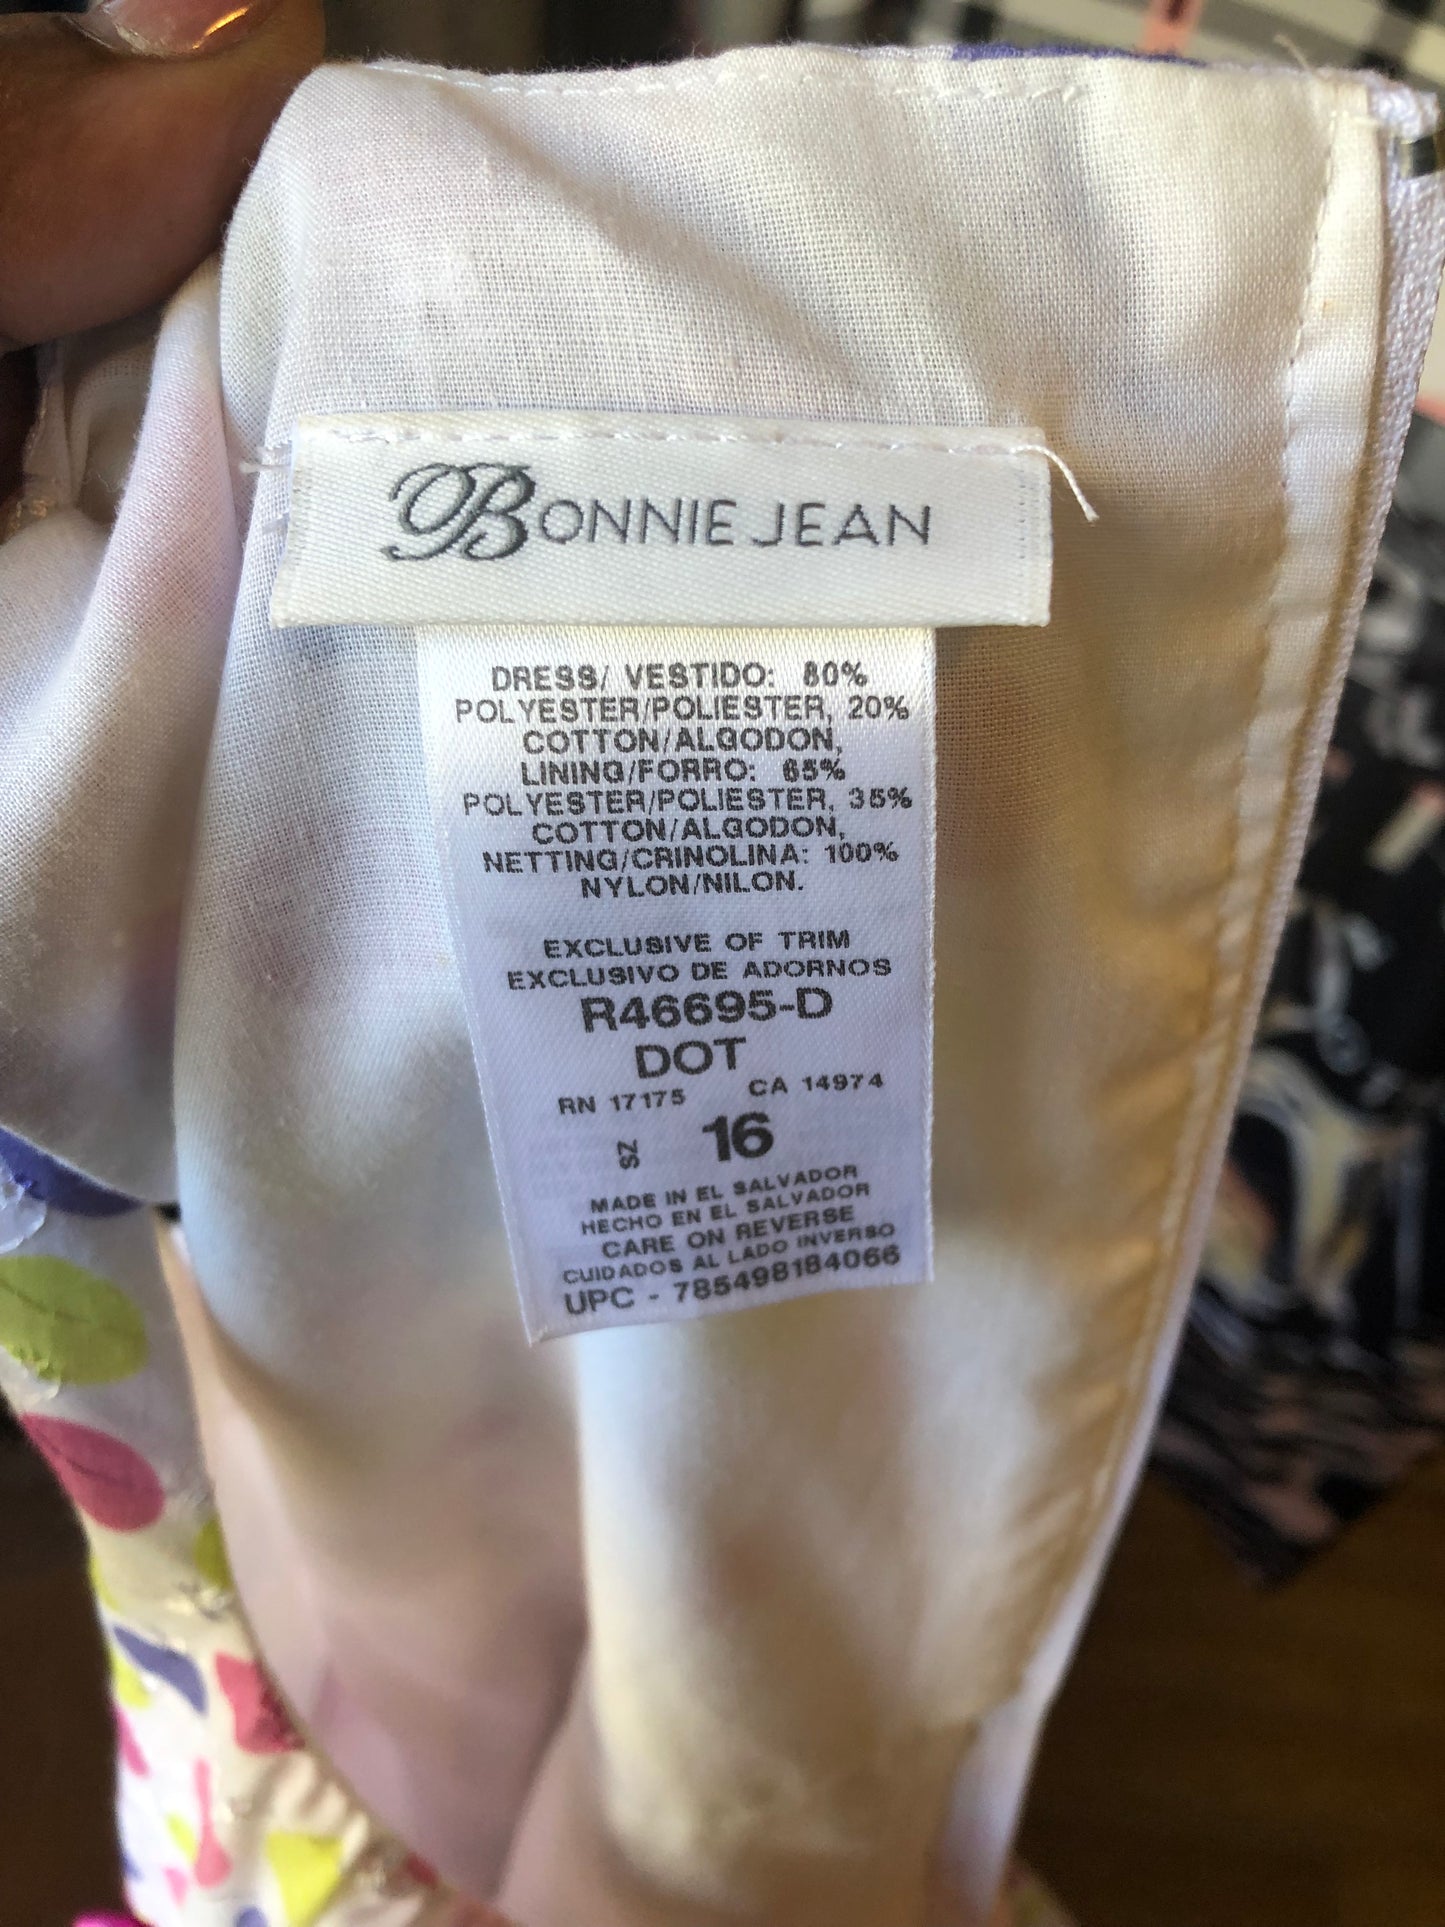 BONNIE JEAN
DRESS/ VESTIDO: 80%
POLYESTER/POLIESTER, 20%
COTTON/ALGODON,
LINING/FORRO: 65%
POLYESTER/POLIESTER, 35%
COTTON/ALGODON,
NETTING/CRINOLINA: 100%
NYLON/NILON.
EXCLUSIVE OF TRIM
EXCLUSIVO DE ADORNOS
R46695-D
DOT
RN 17175 CA 14974
SZ 16
MADE IN EL SALVADOR
HECHO EN EL SALVADOR
CARE ON REVERSE
CUIDADOS AL LADO INVERSO
UPC - 785498184066